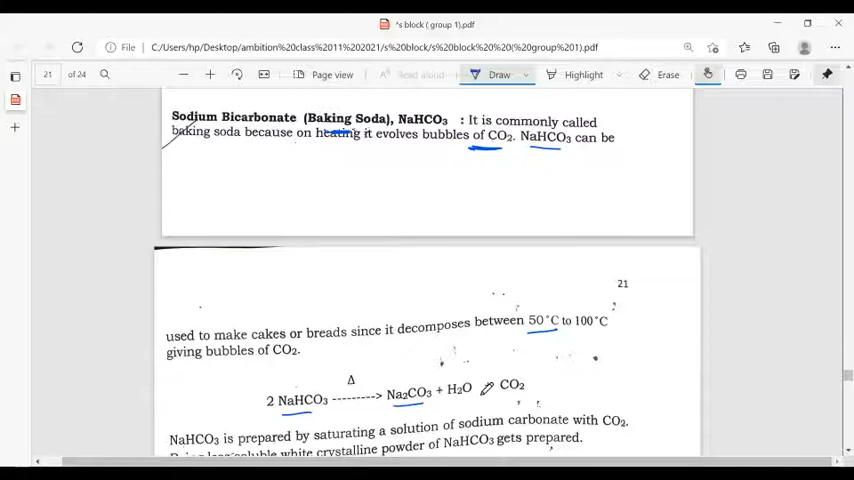 *s block ( group 1).pdf
File
C:/Users/hp/Desktop/ambition%20class%2011%202021/s%20block/s%20block%20%20(%20group%201).pdf
21 of 24
Page view
Read aloud
Draw
Highlight
Erase
Sodium Bicarbonate (Baking Soda), NaHCO₃ : It is commonly called
baking soda because on heating it evolves bubbles of CO₂. NaHCO₃ can be
21
used to make cakes or breads since it decomposes between 50°C to 100°C
giving bubbles of CO₂.
Δ
2 NaHCO₃ ---------> Na₂CO₃ + H₂O CO₂
NaHCO₃ is prepared by saturating a solution of sodium carbonate with CO₂.
soluble white crystalline powder of NaHCO₃ gets prepared.